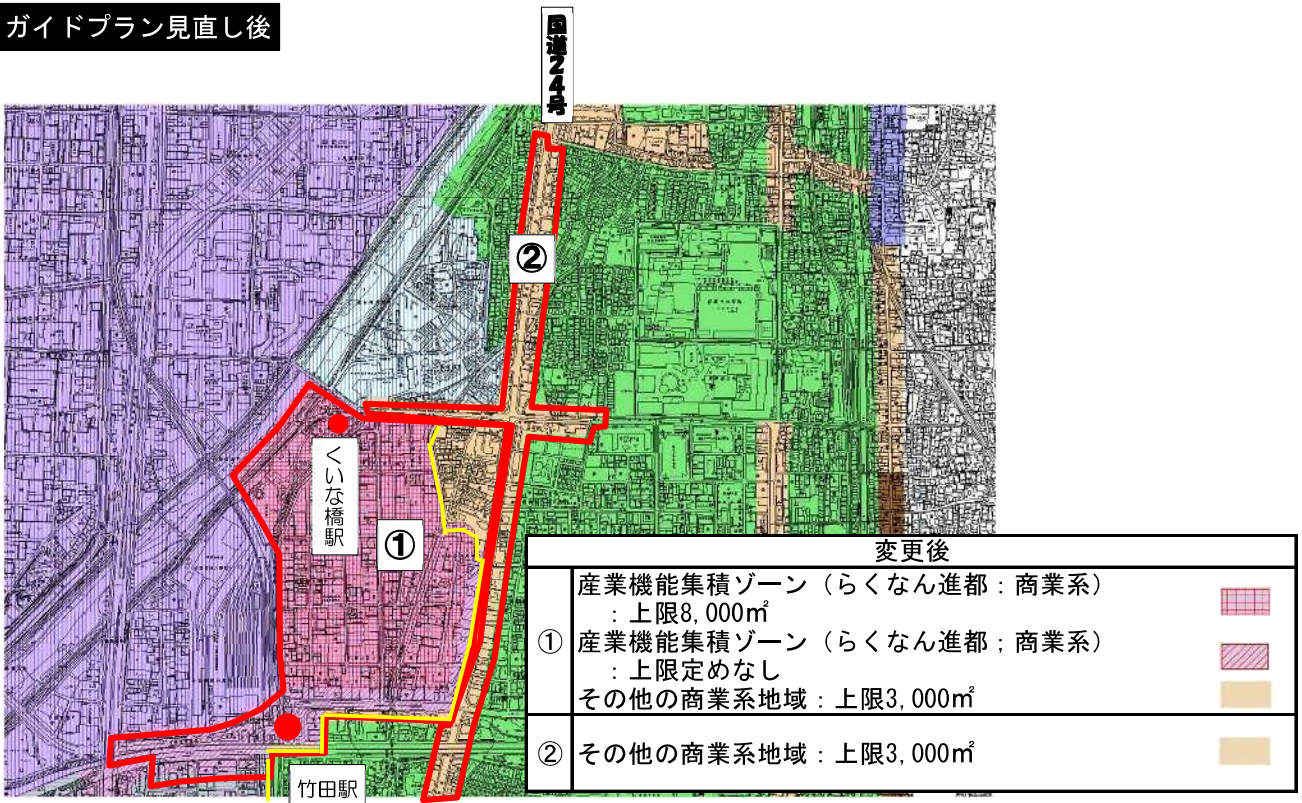 ガイドプラン見直し後
国道24号
②
くいな橋駅
①
竹田駅
変更後
①
産業機能集積ゾーン（らくなん進都：商業系）
：上限8,000㎡
産業機能集積ゾーン（らくなん進都；商業系）
：上限定めなし
その他の商業系地域：上限3,000㎡
②
その他の商業系地域：上限3,000㎡